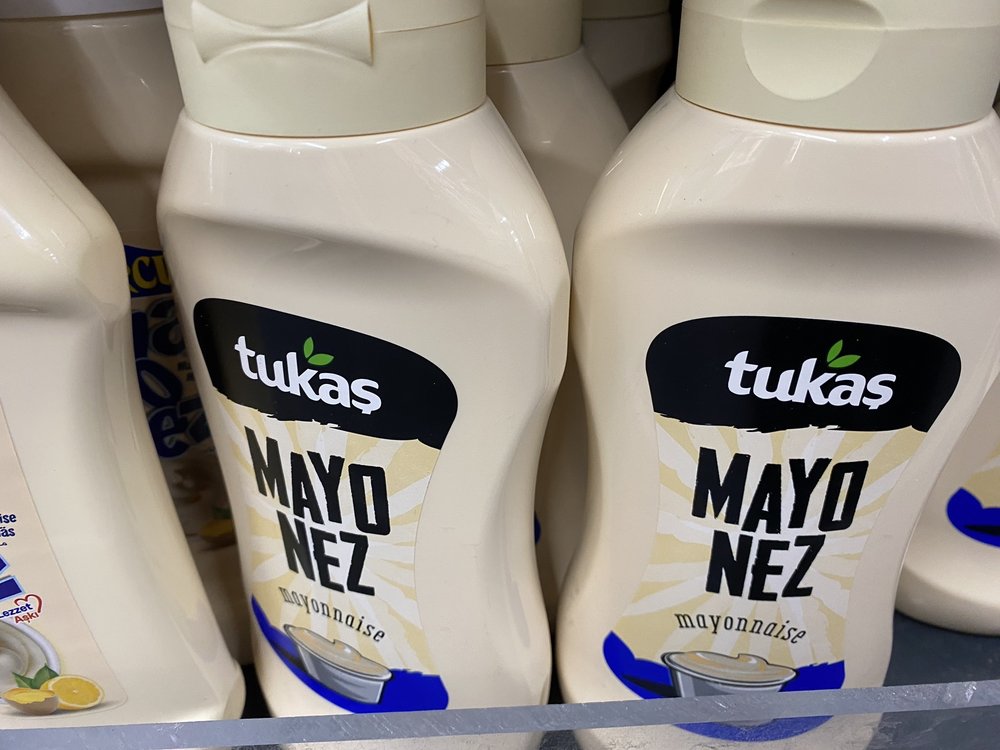 tukaş
MAYO
NEZ
mayonnaise
tukaş
MAYO
NEZ
mayonnaise
Lezzet
Aşkı